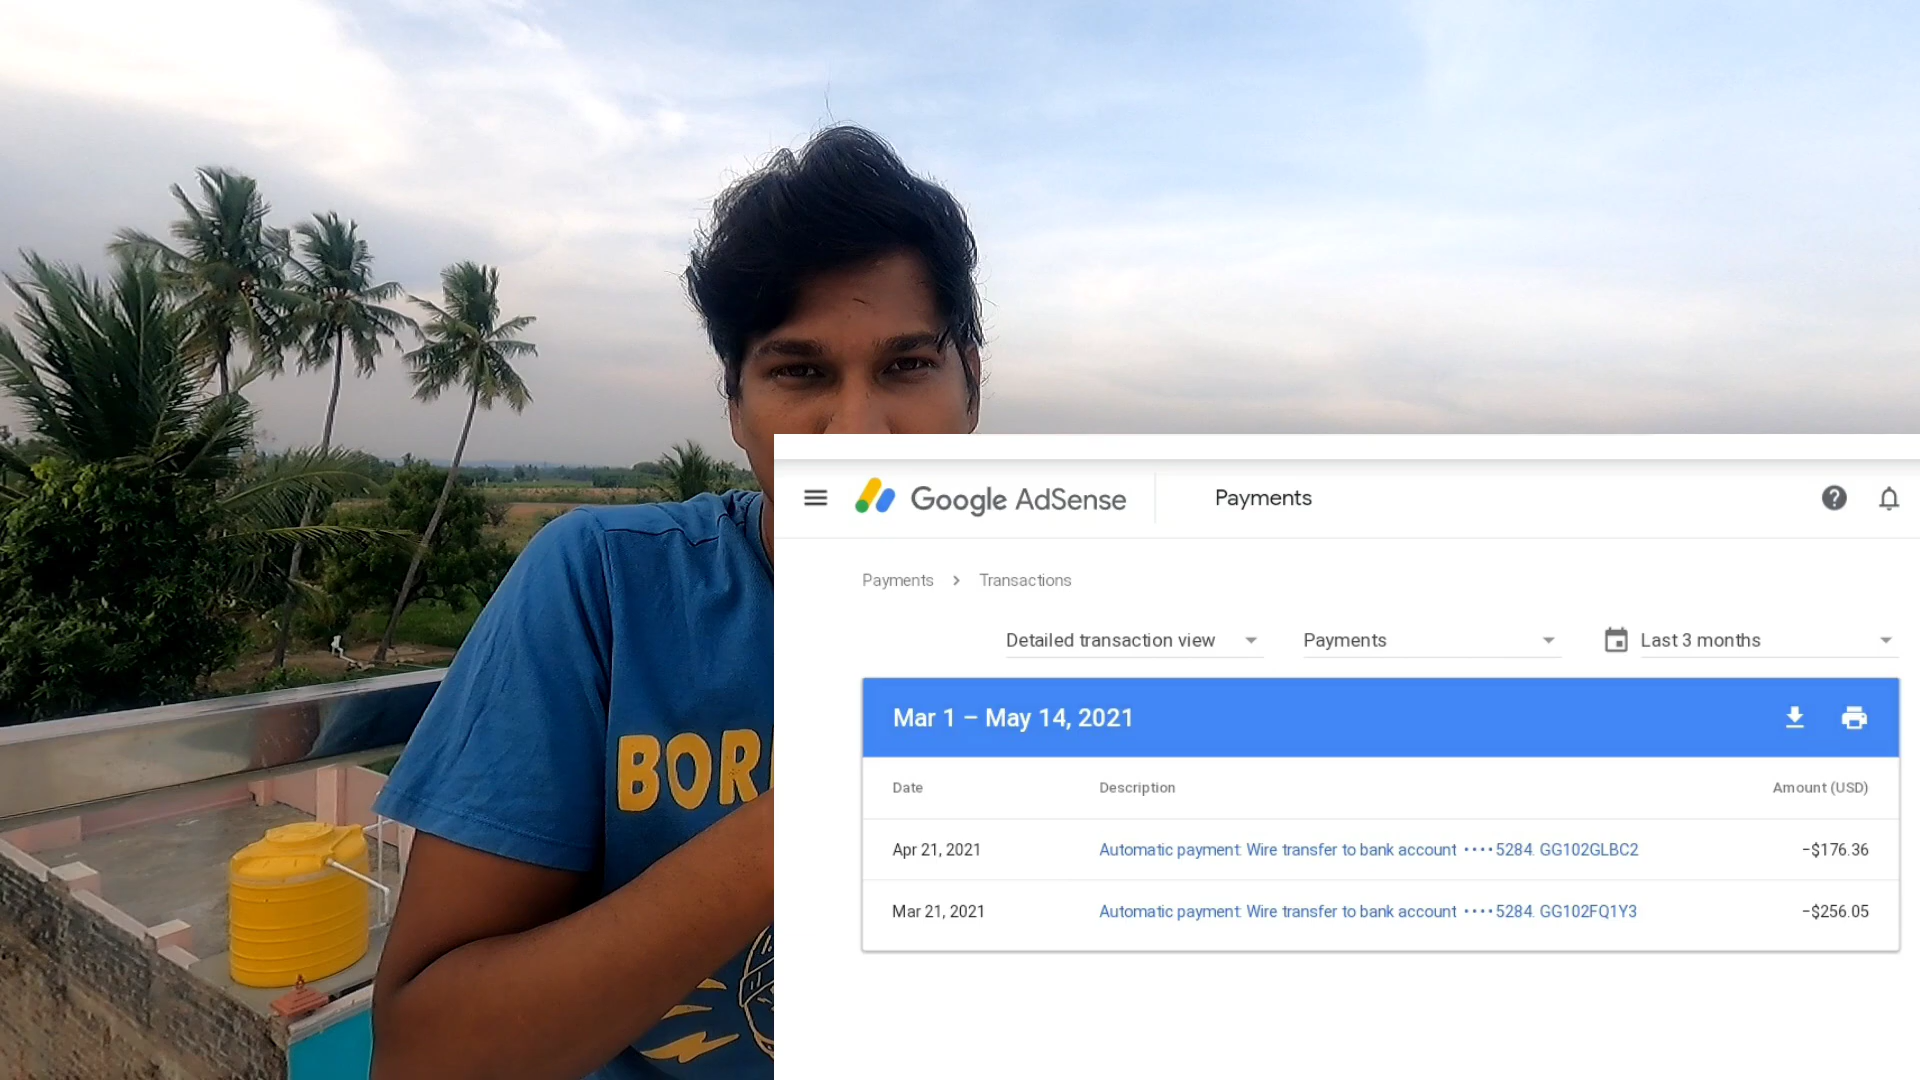 BOR
Google AdSense
Payments
Payments > Transactions
Detailed transaction view
Payments
Last 3 months
Mar 1 – May 14, 2021
Date Description Amount (USD)
Apr 21, 2021 Automatic payment: Wire transfer to bank account ••••5284. GG102GLBC2 −$176.36
Mar 21, 2021 Automatic payment: Wire transfer to bank account ••••5284. GG102FQ1Y3 −$256.05